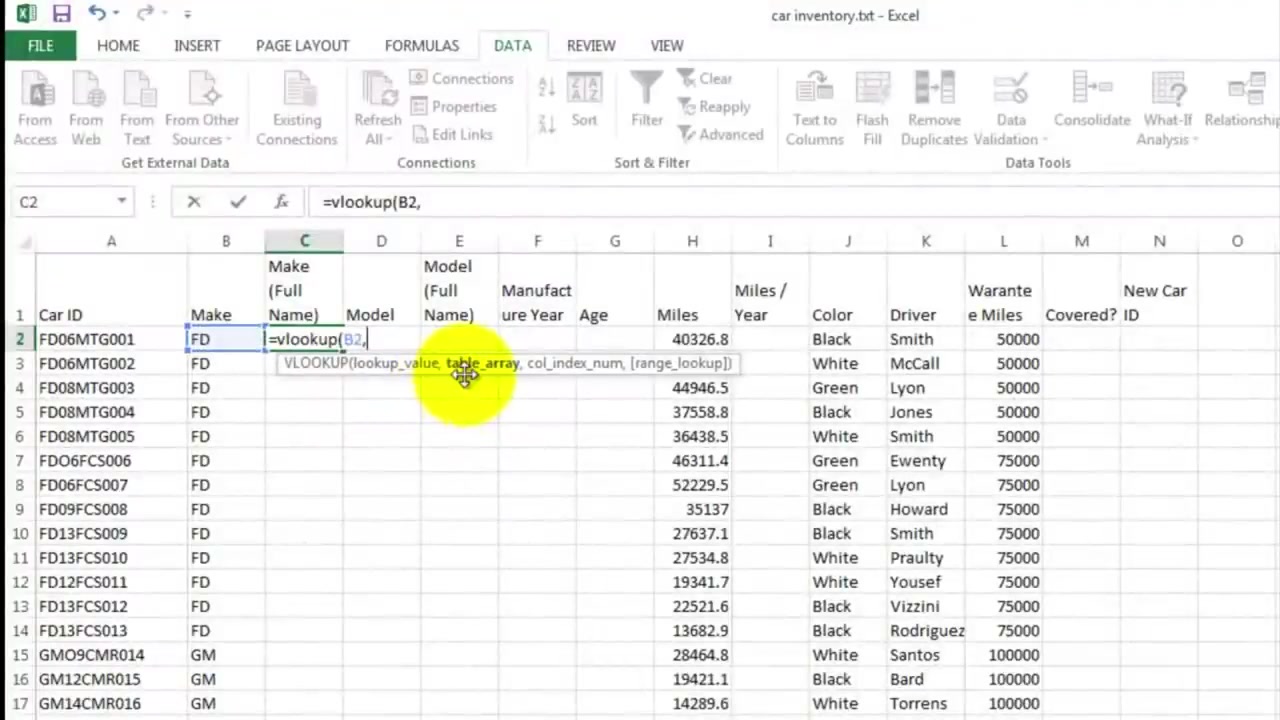 car inventory.txt - Excel
FILE HOME INSERT PAGE LAYOUT FORMULAS DATA REVIEW VIEW
From Access
From Web
From Text
From Other Sources
Existing Connections
Get External Data
Refresh All
Connections
Properties
Edit Links
Connections
Sort
Filter
Clear
Reapply
Advanced
Sort & Filter
Text to Columns
Flash Fill
Remove Duplicates
Data Validation
Consolidate
What-If Analysis
Relationship
Data Tools
C2 fx =vlookup(B2,
A B C D E F G H I J K L M N O
1 Car ID Make Make (Full Name) Model Model (Full Name) Manufact ure Year Age Miles Miles / Year Color Driver Warante e Miles Covered? New Car ID
2 FD06MTG001 FD =vlookup(B2, 40326.8 Black Smith 50000
VLOOKUP(lookup_value, table_array, col_index_num, [range_lookup])
3 FD06MTG002 FD White McCall 50000
4 FD08MTG003 FD 44946.5 Green Lyon 50000
5 FD08MTG004 FD 37558.8 Black Jones 50000
6 FD08MTG005 FD 36438.5 White Smith 50000
7 FDO6FCS006 FD 46311.4 Green Ewenty 75000
8 FD06FCS007 FD 52229.5 Green Lyon 75000
9 FD09FCS008 FD 35137 Black Howard 75000
10 FD13FCS009 FD 27637.1 Black Smith 75000
11 FD13FCS010 FD 27534.8 White Praulty 75000
12 FD12FCS011 FD 19341.7 White Yousef 75000
13 FD13FCS012 FD 22521.6 Black Vizzini 75000
14 FD13FCS013 FD 13682.9 Black Rodriguez 75000
15 GMO9CMR014 GM 28464.8 White Santos 100000
16 GM12CMR015 GM 19421.1 Black Bard 100000
17 GM14CMR016 GM 14289.6 White Torrens 100000